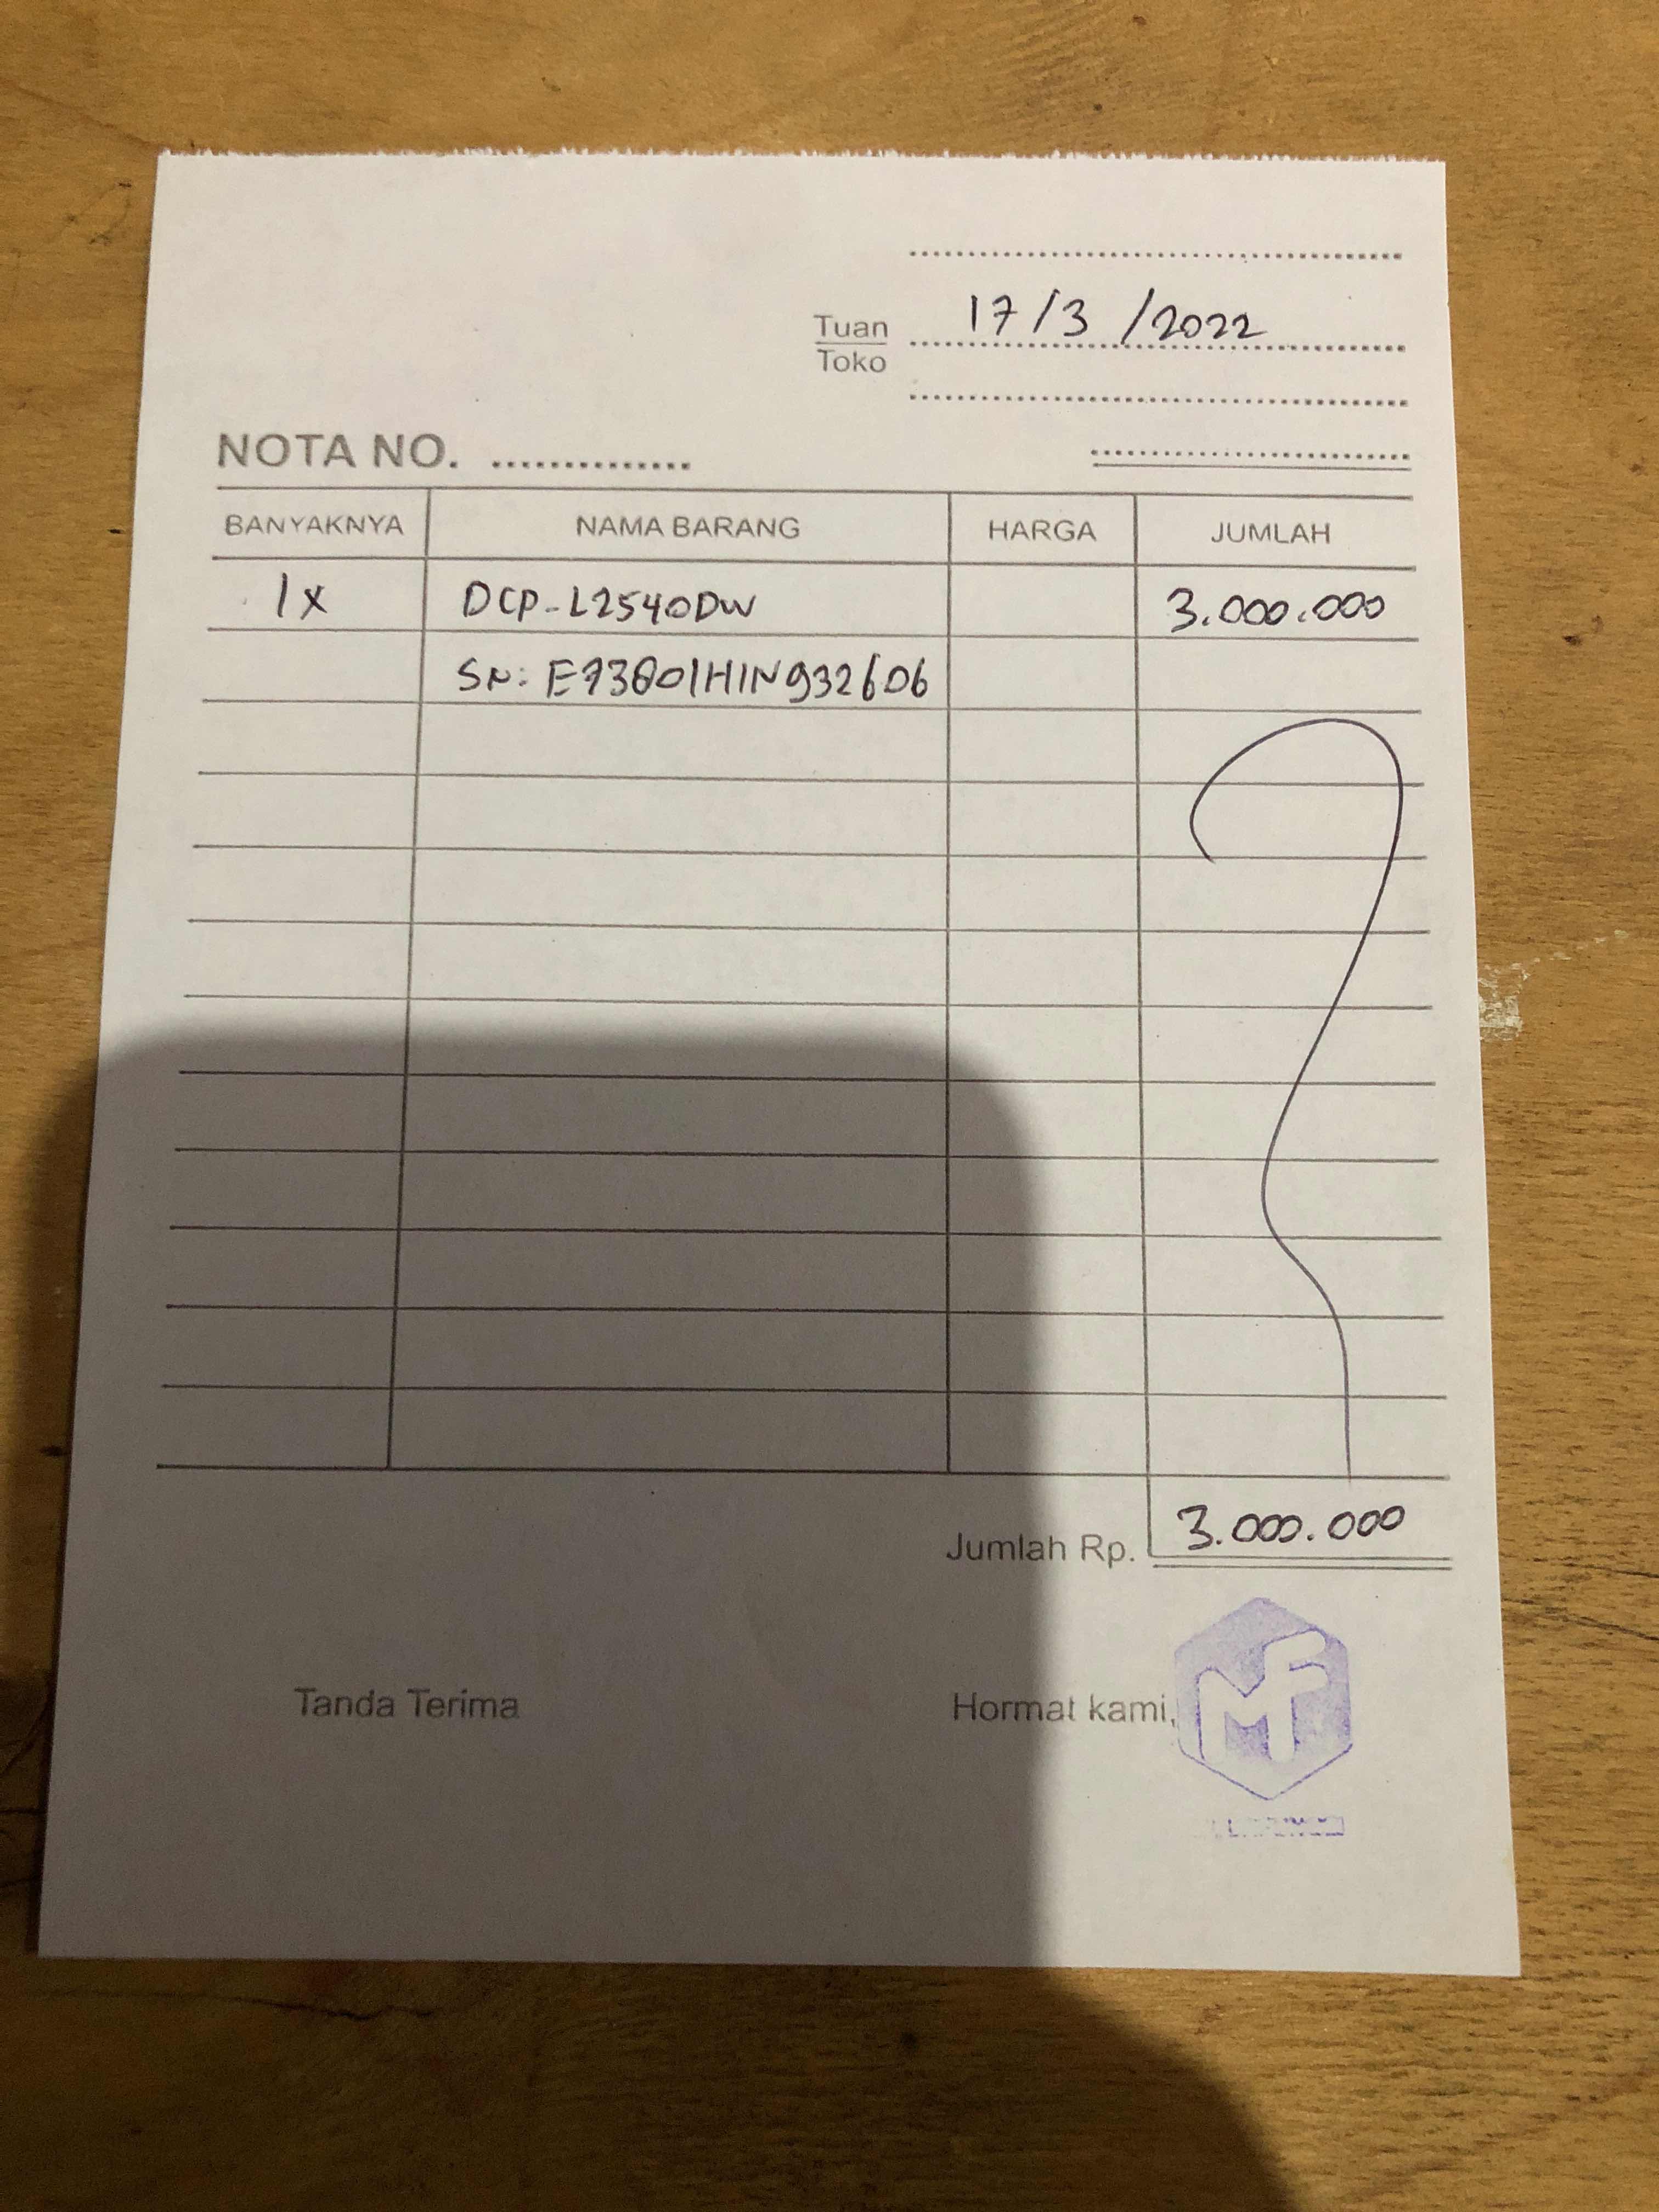 17/3/2022
Tuan
Toko
NOTA NO. ..............
BANYAKNYA NAMA BARANG HARGA JUMLAH
1x DCP-L2540DW 3.000.000
SN: E73801H1N932606
Jumlah Rp. 3.000.000
Tanda Terima Hormat kami,
MF